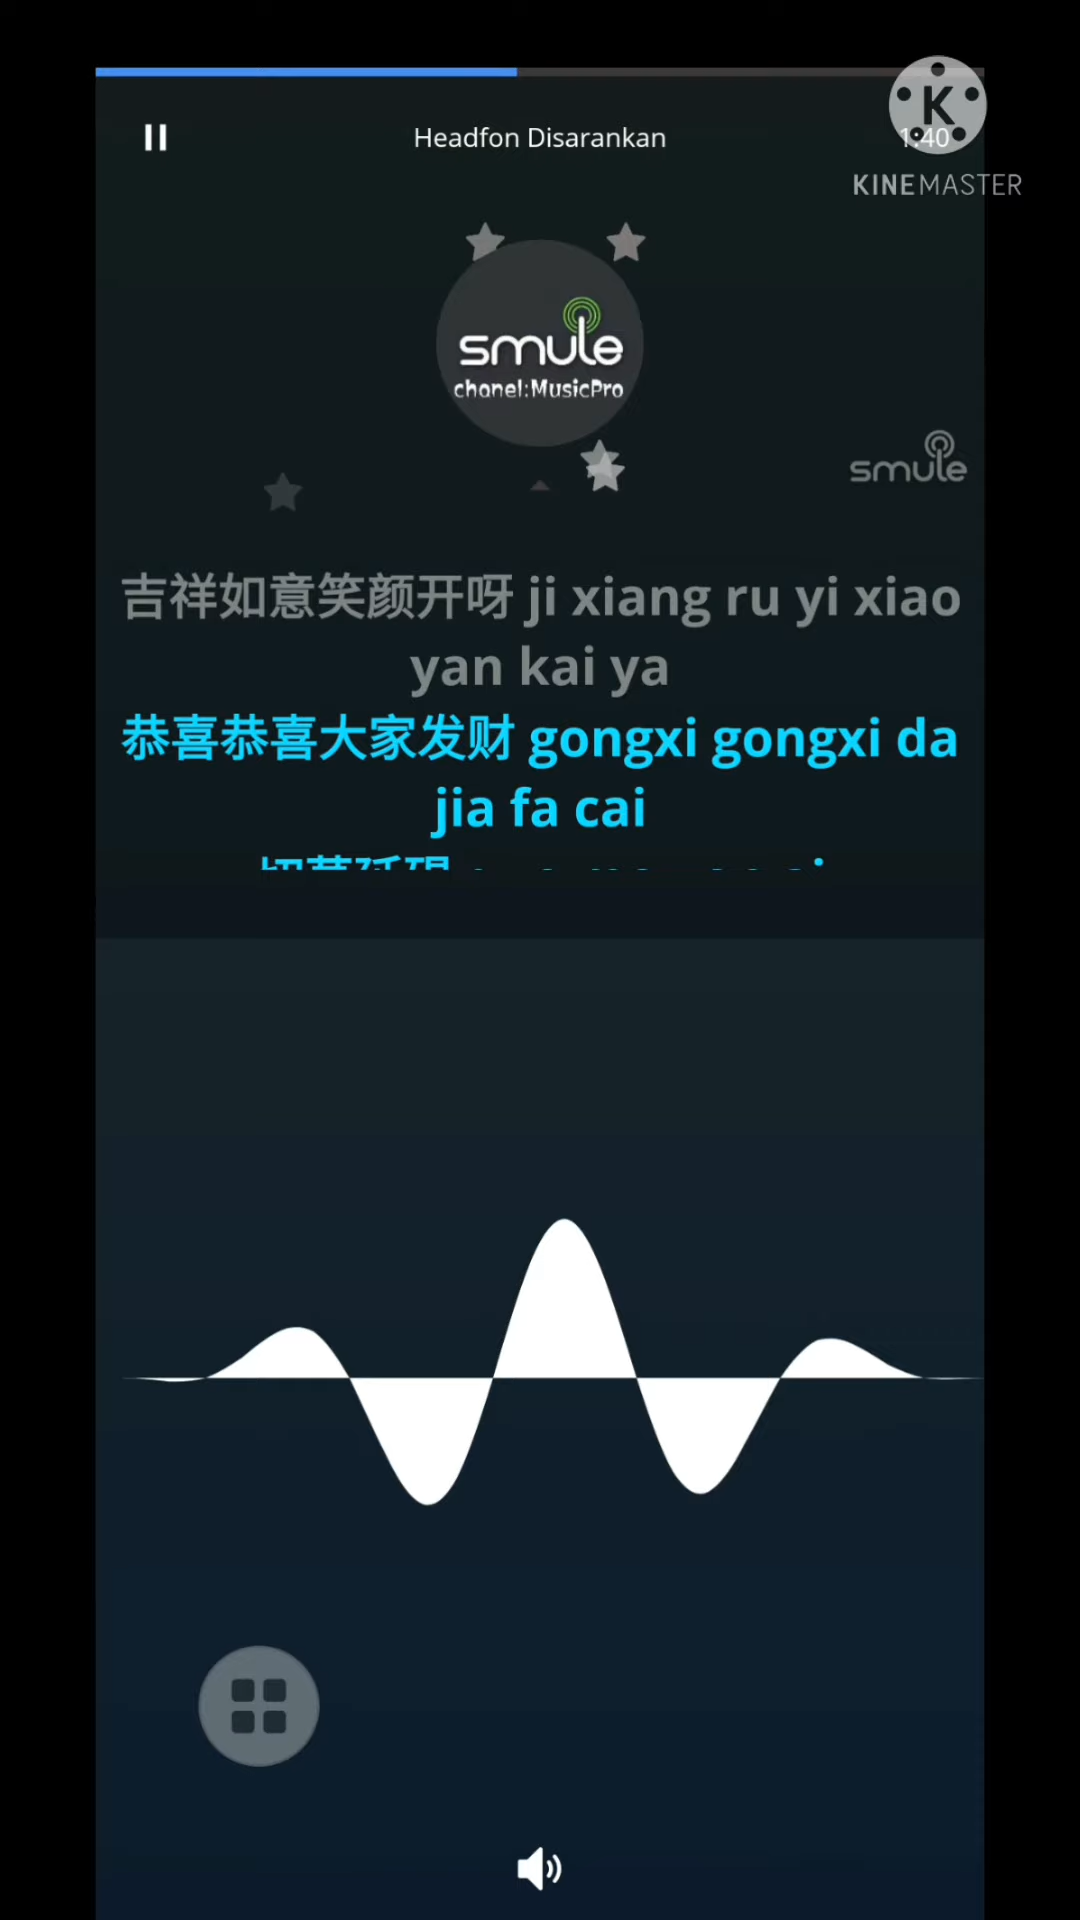 Headfon Disarankan
1:40
K
KINEMASTER
smule
chanel:MusicPro
smule
吉祥如意笑颜开呀 ji xiang ru yi xiao
yan kai ya
恭喜恭喜大家发财 gongxi gongxi da
jia fa cai